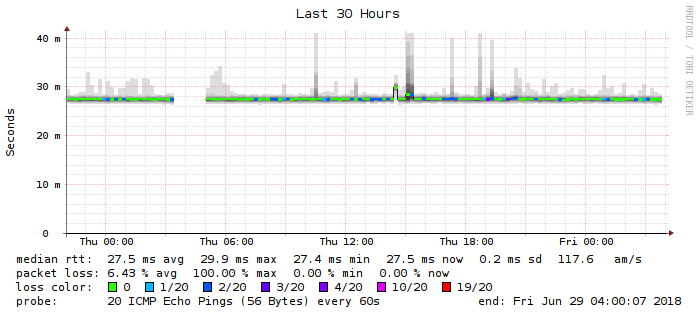 Last 30 Hours
RRDTOOL / TOBI OETIKER
Seconds
40 m
30 m
20 m
10 m
0
Thu 00:00 Thu 06:00 Thu 12:00 Thu 18:00 Fri 00:00
median rtt: 27.5 ms avg 29.9 ms max 27.4 ms min 27.5 ms now 0.2 ms sd 117.6 am/s
packet loss: 6.43 % avg 100.00 % max 0.00 % min 0.00 % now
loss color: 0 1/20 2/20 3/20 4/20 10/20 19/20
probe: 20 ICMP Echo Pings (56 Bytes) every 60s end: Fri Jun 29 04:00:07 2018